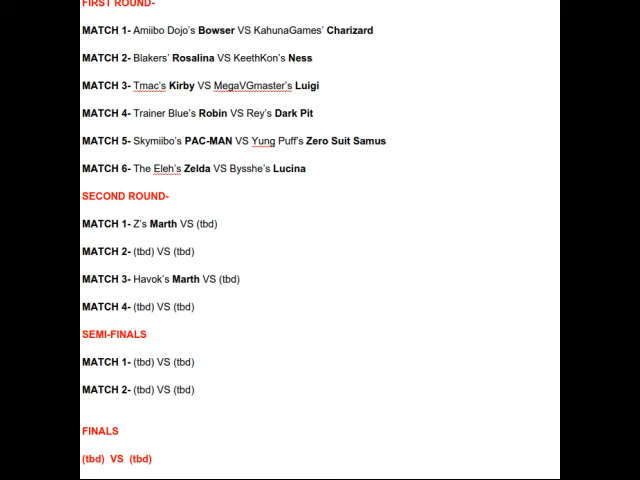 FIRST ROUND-
MATCH 1- Amiibo Dojo's Bowser VS KahunaGames' Charizard
MATCH 2- Blakers' Rosalina VS KeethKon's Ness
MATCH 3- Tmac's Kirby VS MegaVGmaster's Luigi
MATCH 4- Trainer Blue's Robin VS Rey's Dark Pit
MATCH 5- Skymiibo's PAC-MAN VS Yung Puff's Zero Suit Samus
MATCH 6- The Eleh's Zelda VS Bysshe's Lucina
SECOND ROUND-
MATCH 1- Z's Marth VS (tbd)
MATCH 2- (tbd) VS (tbd)
MATCH 3- Havok's Marth VS (tbd)
MATCH 4- (tbd) VS (tbd)
SEMI-FINALS
MATCH 1- (tbd) VS (tbd)
MATCH 2- (tbd) VS (tbd)
FINALS
(tbd) VS (tbd)